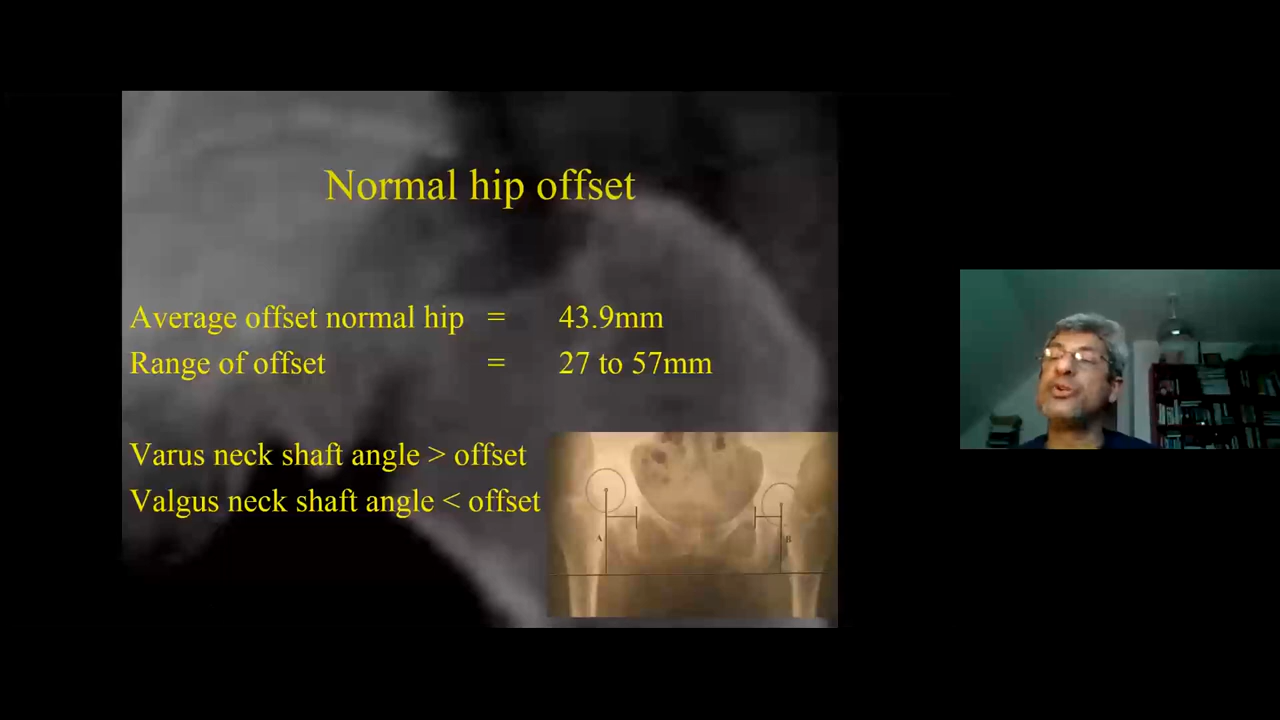 Normal hip offset
Average offset normal hip = 43.9mm
Range of offset = 27 to 57mm
Varus neck shaft angle > offset
Valgus neck shaft angle < offset
A B